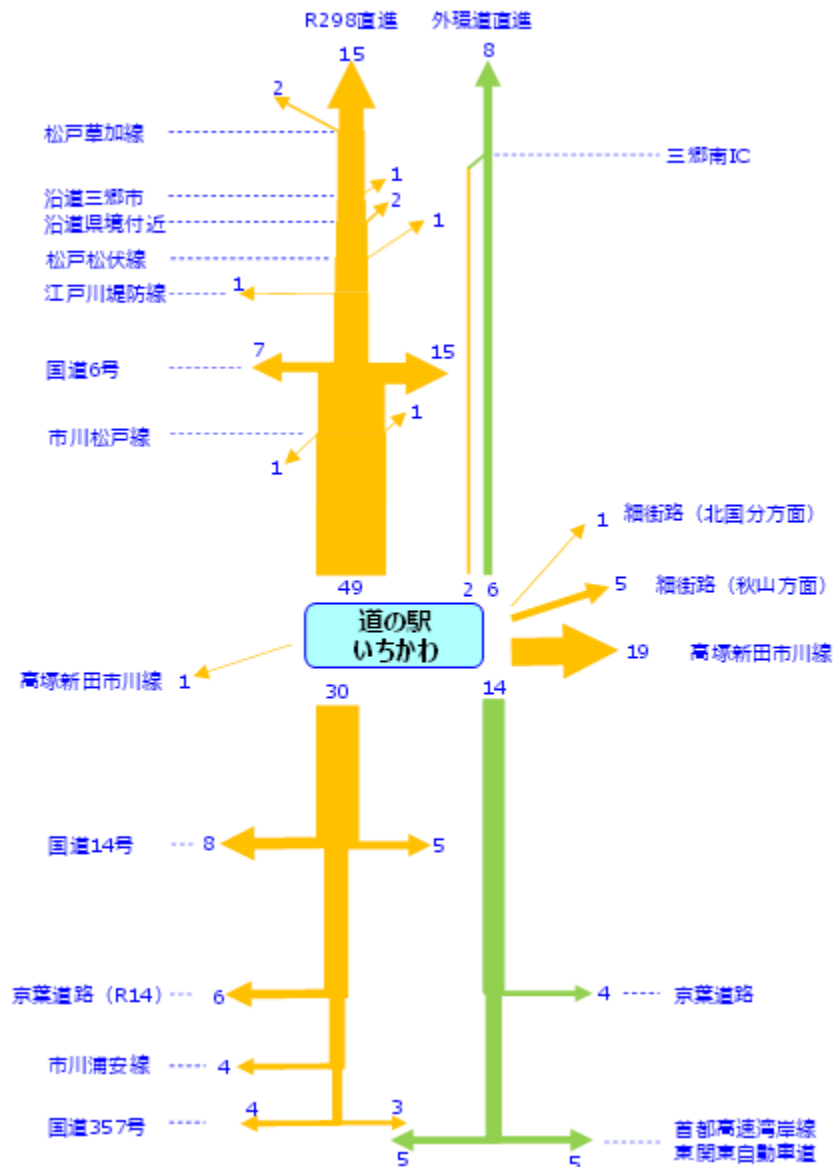 R298直進 外環道直進
15 8
2
松戸草加線
三郷南IC
1
沿道三郷市
2
沿道県境付近
1
松戸松伏線
1
江戸川堤防線
7 15
国道6号
1
市川松戸線
1
1 細街路（北国分方面）
49 2 6 5 細街路（秋山方面）
道の駅
いちかわ
19 高塚新田市川線
高塚新田市川線 1
30 14
国道14号 8 5
京葉道路（R14） 6 4 京葉道路
市川浦安線 4
4 3
国道357号
首都高速湾岸線
東関東自動車道
5 5